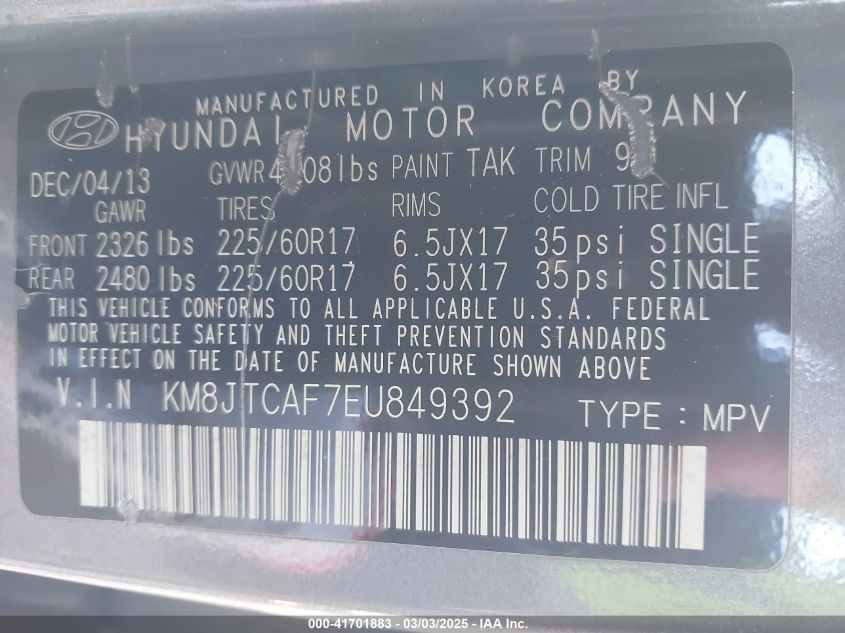 MANUFACTURED IN KOREA BY
HYUNDAI MOTOR COMPANY
DEC/04/13 PAINT TAK TRIM
GAWR TIRES RIMS COLD TIRE INFL
FRONT 2326 lbs 225/60R17 6.5JX17 35psi SINGLE
REAR 2480 lbs 225/60R17 6.5JX17 35psi SINGLE
THIS VEHICLE CONFORMS TO ALL APPLICABLE U.S.A. FEDERAL
MOTOR VEHICLE SAFETY AND THEFT PREVENTION STANDARDS
IN EFFECT ON THE DATE OF MANUFACTURE SHOWN ABOVE
V.I.N KM8JTCAF7EU849392 TYPE : MPV
000-41701883 - 03/03/2025 - IAA Inc.